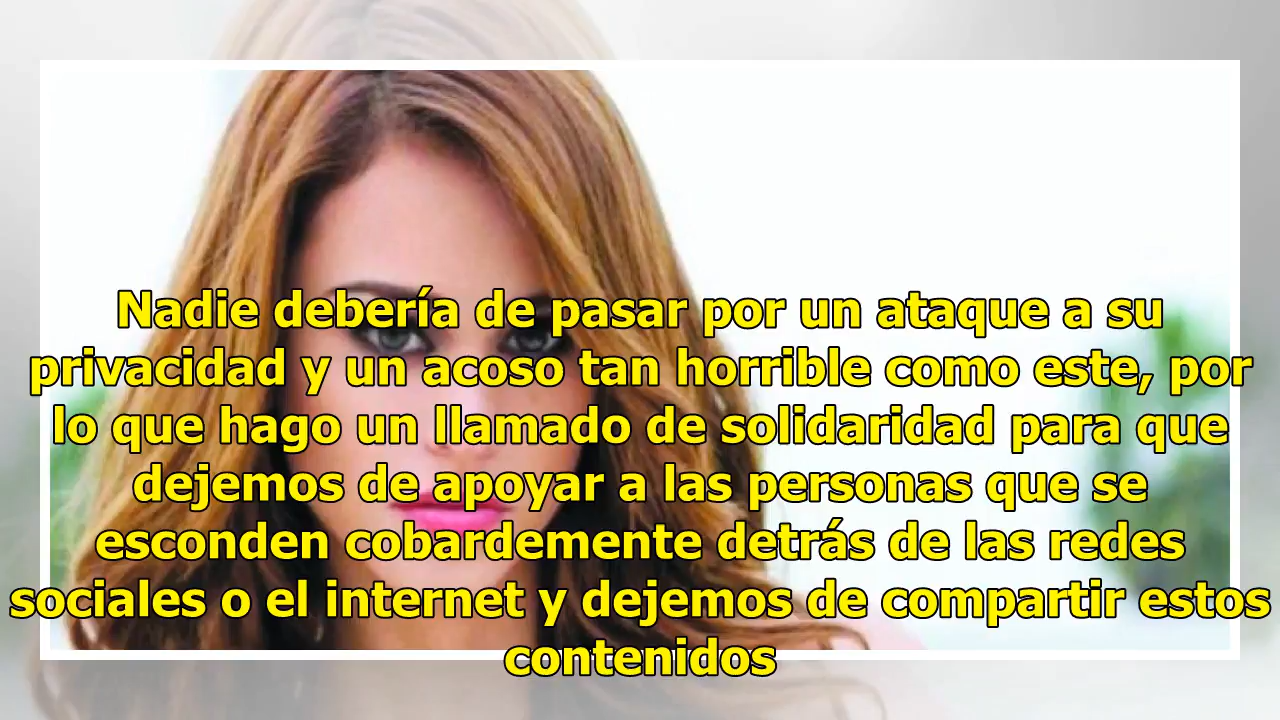 Nadie debería de pasar por un ataque a su
privacidad y un acoso tan horrible como este, por
lo que hago un llamado de solidaridad para que
dejemos de apoyar a las personas que se
esconden cobardemente detrás de las redes
sociales o el internet y dejemos de compartir estos
contenidos